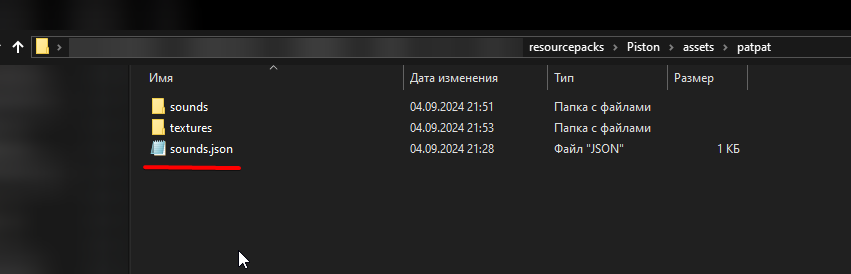 resourcepacks > Piston > assets > patpat
Имя Дата изменения Тип Размер
sounds 04.09.2024 21:51 Папка с файлами
textures 04.09.2024 21:53 Папка с файлами
sounds.json 04.09.2024 21:28 Файл "JSON" 1 КБ